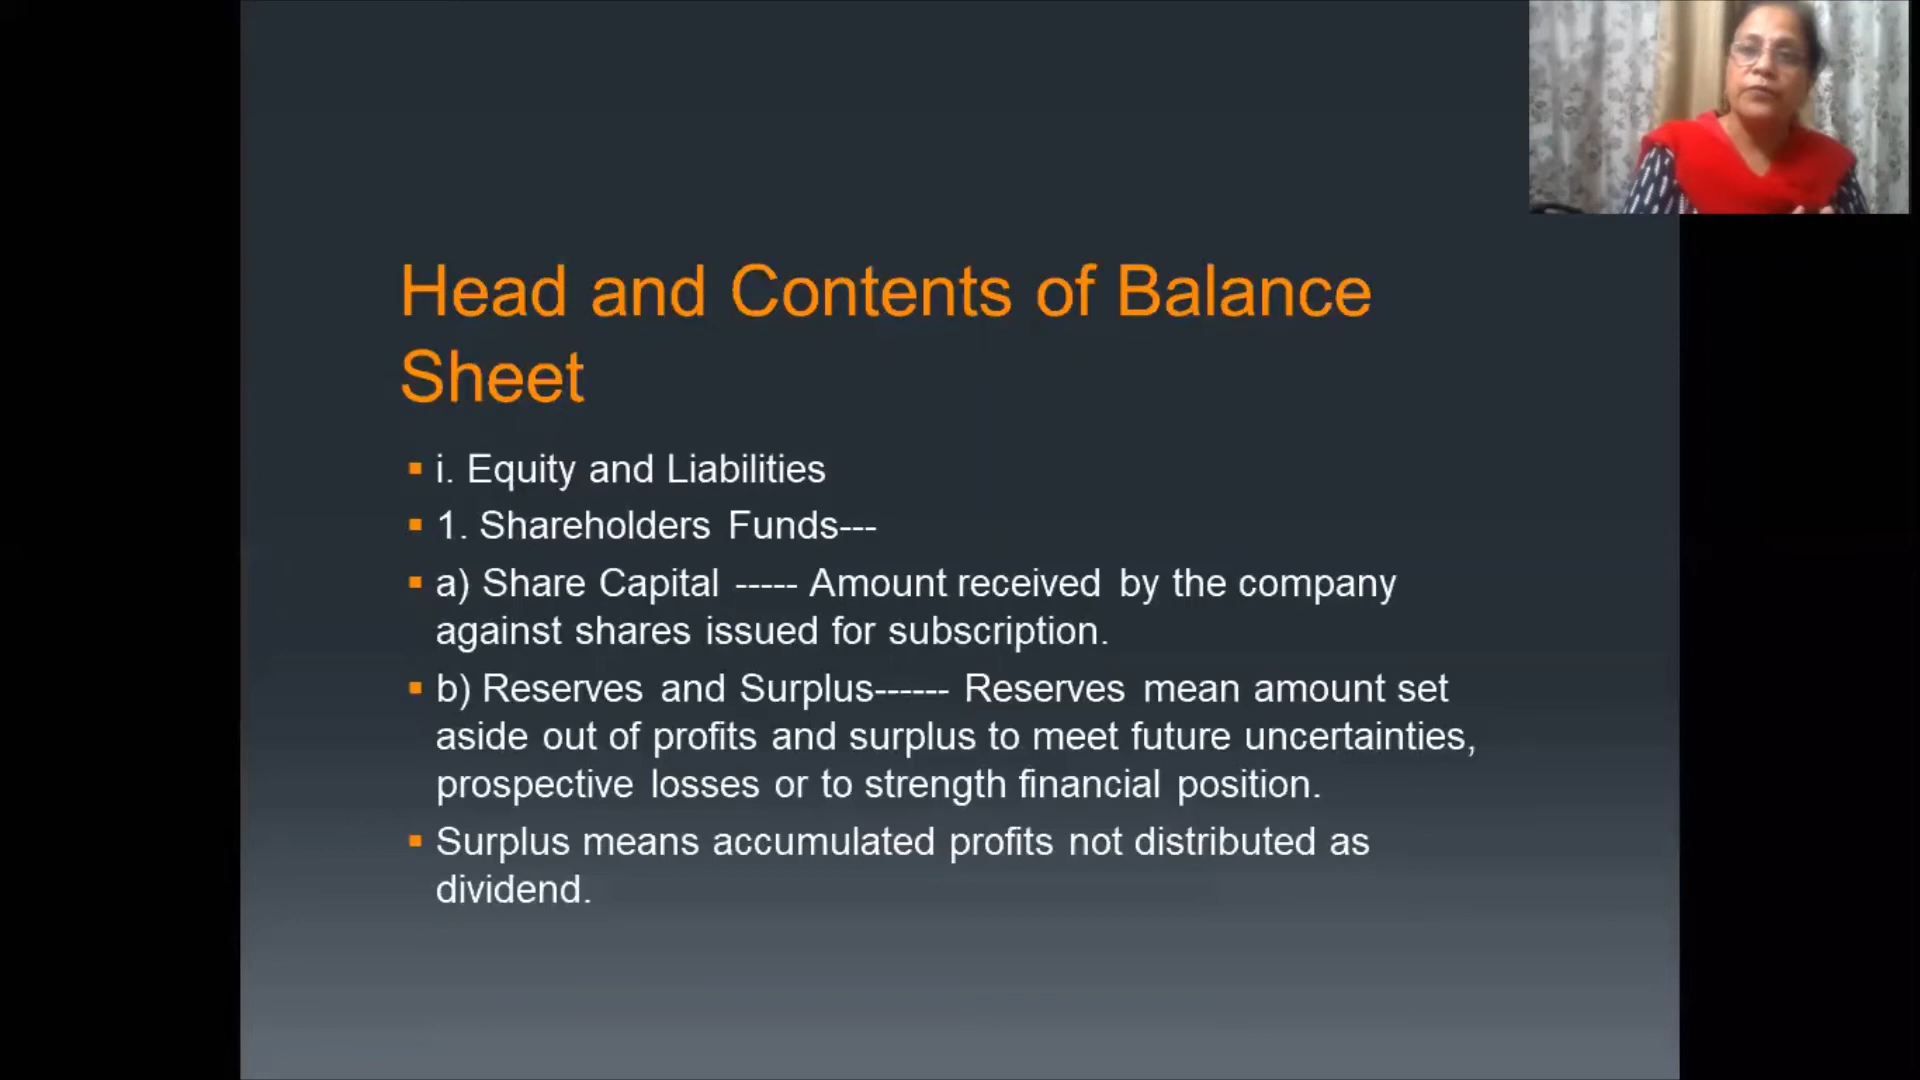 Head and Contents of Balance
Sheet
i. Equity and Liabilities
1. Shareholders Funds---
a) Share Capital ----- Amount received by the company
against shares issued for subscription.
b) Reserves and Surplus------ Reserves mean amount set
aside out of profits and surplus to meet future uncertainties,
prospective losses or to strength financial position.
Surplus means accumulated profits not distributed as
dividend.